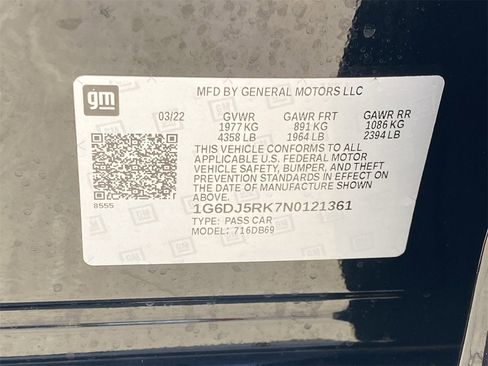 gm
MFD BY GENERAL MOTORS LLC
03/22 GVWR GAWR FRT GAWR RR
1977 KG 891 KG 1086 KG
4358 LB 1964 LB 2394 LB
THIS VEHICLE CONFORMS TO ALL
APPLICABLE U.S. FEDERAL MOTOR
VEHICLE SAFETY, BUMPER, AND THEFT
PREVENTION STANDARDS IN EFFECT ON
THE DATE OF MANUFACTURE SHOWN
ABOVE.
8555
1G6DJ5RK7N0121361
TYPE: PASS CAR
MODEL: 716DB69